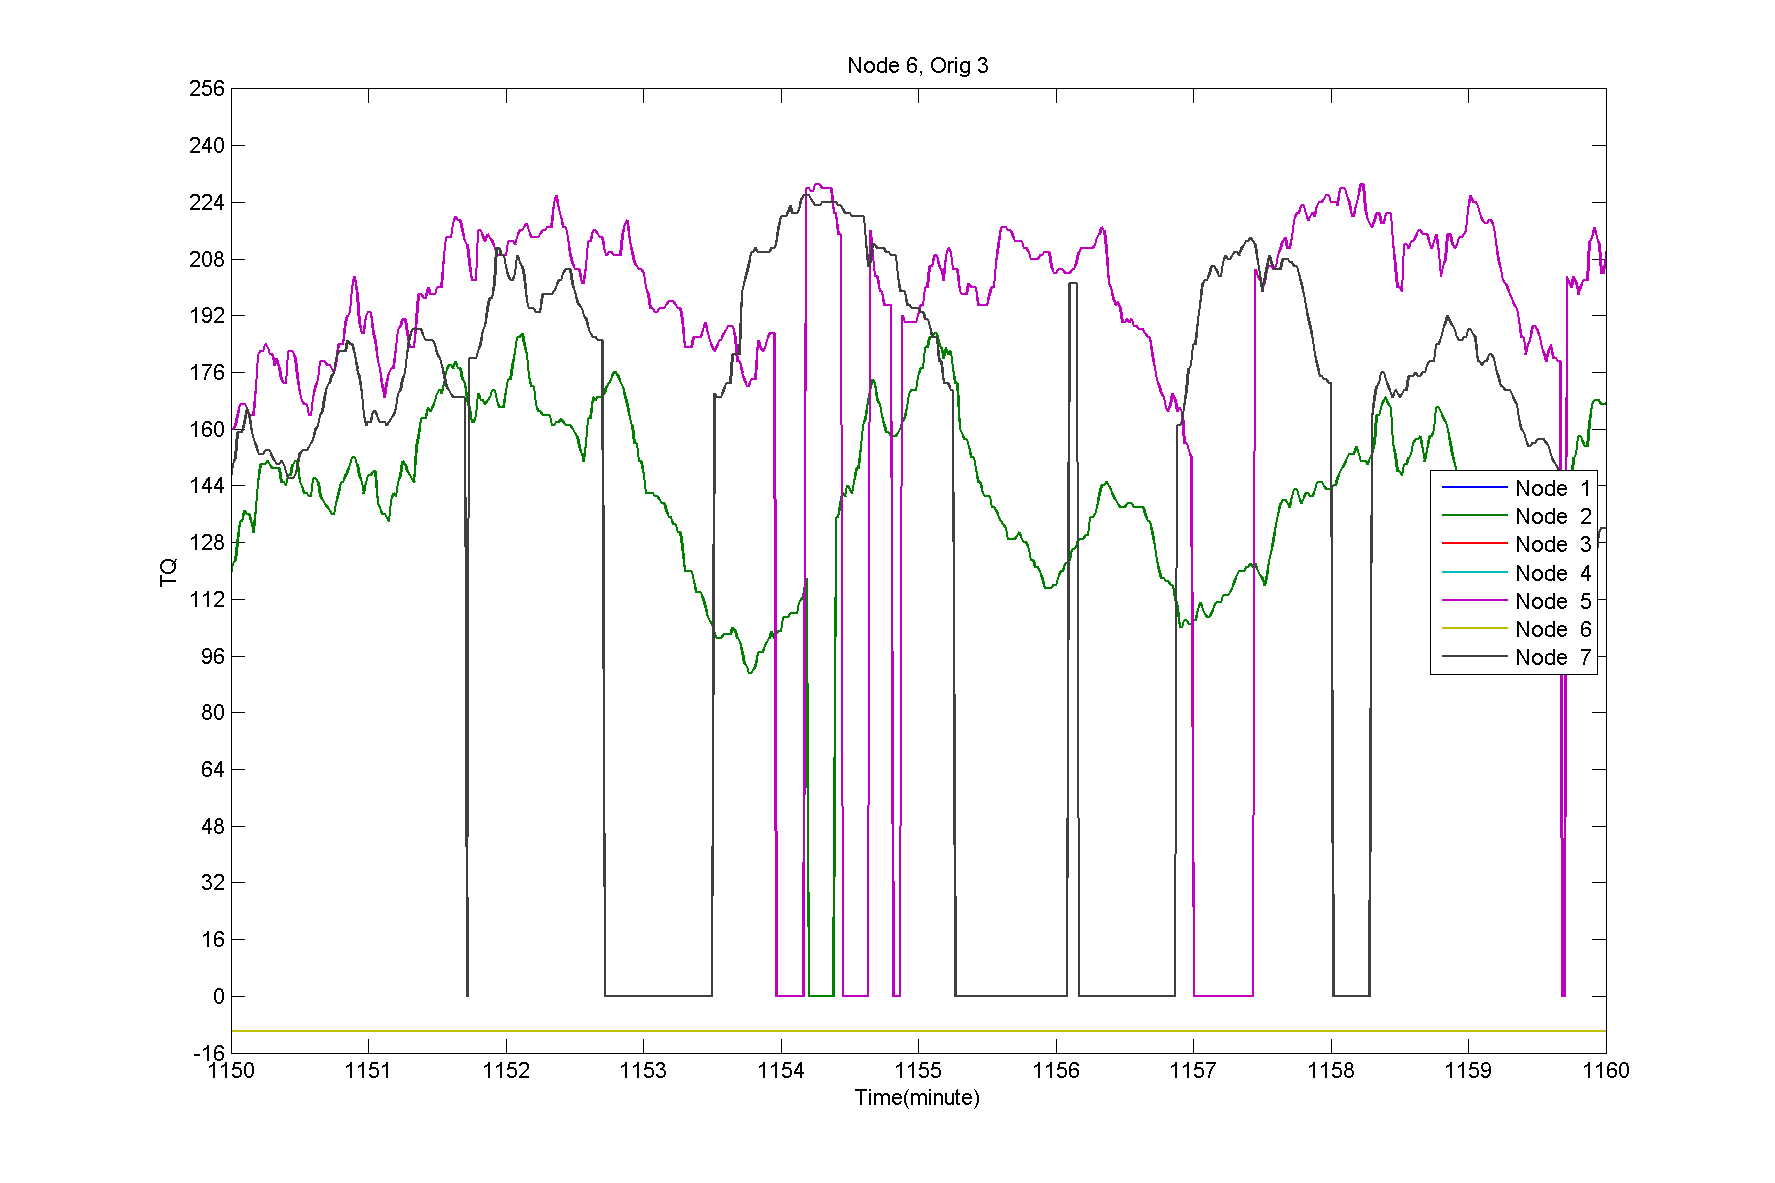 Node 6, Orig 3
256
240
224
208
192
176
160
144
128
112
96
80
64
48
32
16
0
-16
TQ
Node 1
Node 2
Node 3
Node 4
Node 5
Node 6
Node 7
1150 1151 1152 1153 1154 1155 1156 1157 1158 1159 1160
Time(minute)